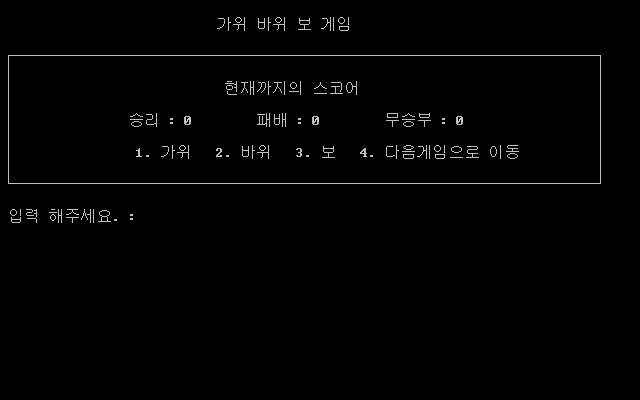 가위 바위 보 게임
현재까지의 스코어
승리 : 0 패배 : 0 무승부 : 0
1. 가위 2. 바위 3. 보 4. 다음게임으로 이동
입력 해주세요. :